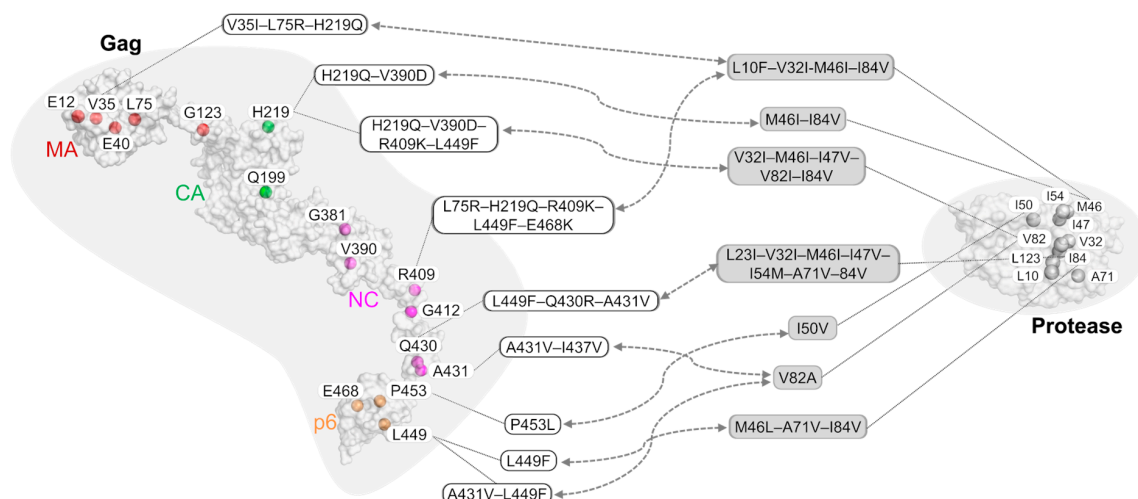 V35I–L75R–H219Q
Gag
H219Q–V390D
L10F–V32I-M46I–I84V
E12
V35
L75
G123
H219
E40
MA
H219Q–V390D–
R409K–L449F
M46I–I84V
V32I–M46I–I47V–
V82I–I84V
CA
Q199
L75R–H219Q–R409K–
L449F–E468K
I54
I50
M46
I47
G381
V390
V82
V32
L123
I84
L10
A71
L23I–V32I–M46I–I47V–
I54M–A71V–84V
R409
NC
G412
L449F–Q430R–A431V
I50V
Protease
Q430
A431V–I437V
A431
V82A
E468
P453
p6
P453L
M46L–A71V–I84V
L449
L449F
A431V–L449F